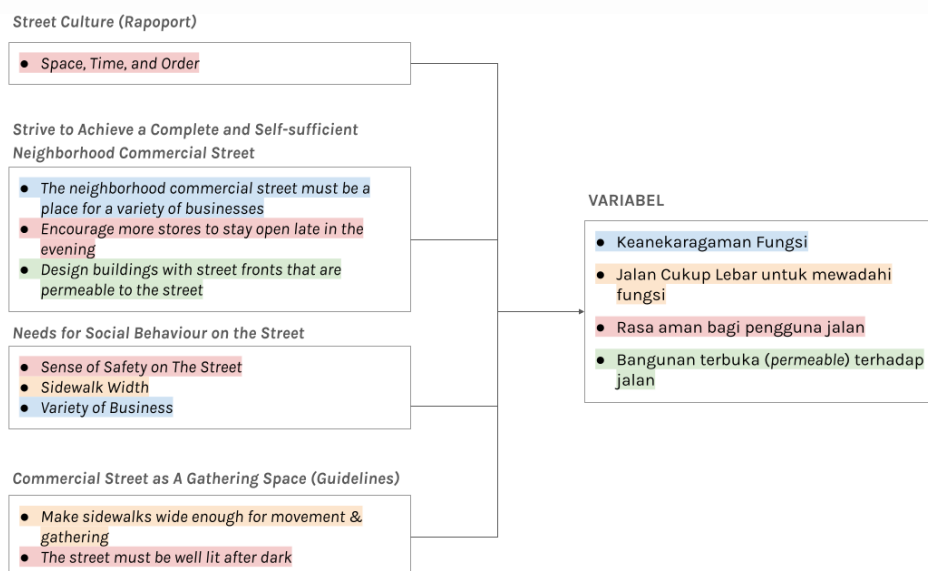 Street Culture (Rapoport)
● Space, Time, and Order
Strive to Achieve a Complete and Self-sufficient
Neighborhood Commercial Street
● The neighborhood commercial street must be a
place for a variety of businesses
● Encourage more stores to stay open late in the
evening
● Design buildings with street fronts that are
permeable to the street
Needs for Social Behaviour on the Street
● Sense of Safety on The Street
● Sidewalk Width
● Variety of Business
Commercial Street as A Gathering Space (Guidelines)
● Make sidewalks wide enough for movement &
gathering
● The street must be well lit after dark
VARIABEL
● Keanekaragaman Fungsi
● Jalan Cukup Lebar untuk mewadahi
fungsi
● Rasa aman bagi pengguna jalan
● Bangunan terbuka (permeable) terhadap
jalan